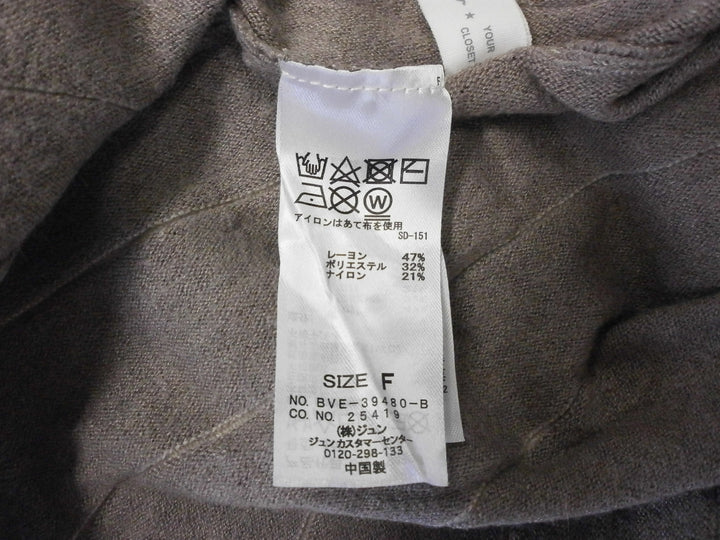 YOUR
CLOSET
アイロンはあて布を使用
SD-151
レーヨン 47%
ポリエステル 32%
ナイロン 21%
SIZE F
NO. BVE-39480-B
CO. NO. 25419
(株)ジュン
ジュンカスタマーセンター
0120-298-133
中国製